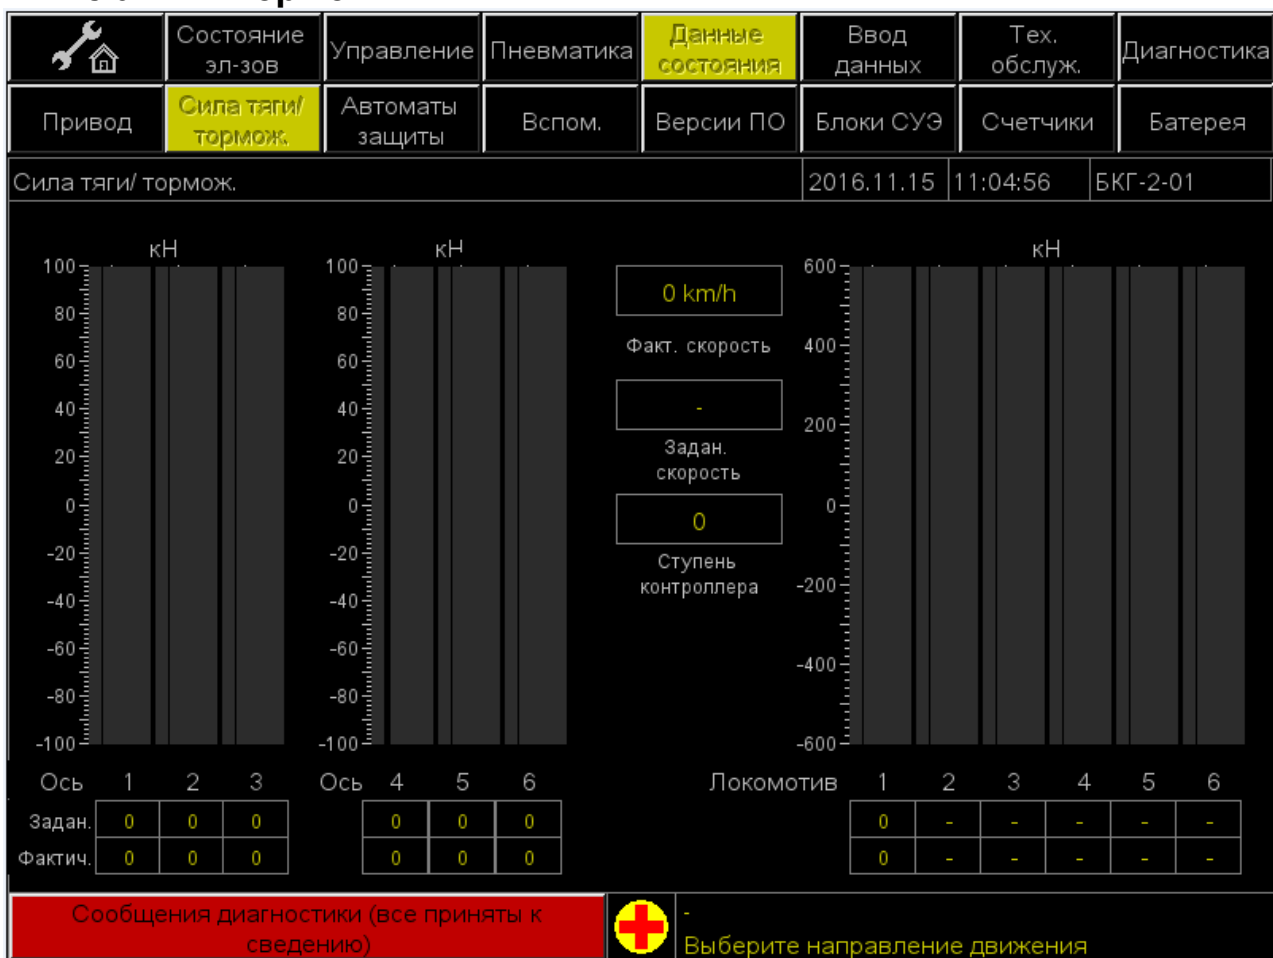 Состояние эл-зов
Управление
Пневматика
Данные состояния
Ввод данных
Тех. обслуж.
Диагностика
Привод
Сила тяги/ тормож.
Автоматы защиты
Вспом.
Версии ПО
Блоки СУЭ
Счетчики
Батерея
Сила тяги/ тормож. 2016.11.15 11:04:56 БКГ-2-01
кН кН кН
100 100 600
80 80
60 60 400
40 40
20 20 200
0 0 0
-20 -20
-40 -40 -200
-60 -60
-80 -80 -400
-100 -100 -600
0 km/h
Факт. скорость
-
Задан.
скорость
0
Ступень
контроллера
Ось 1 2 3 Ось 4 5 6 Локомотив 1 2 3 4 5 6
Задан. 0 0 0 0 0 0 0 - - - - -
Фактич. 0 0 0 0 0 0 0 - - - - -
Сообщения диагностики (все приняты к
сведению)
-
Выберите направление движения